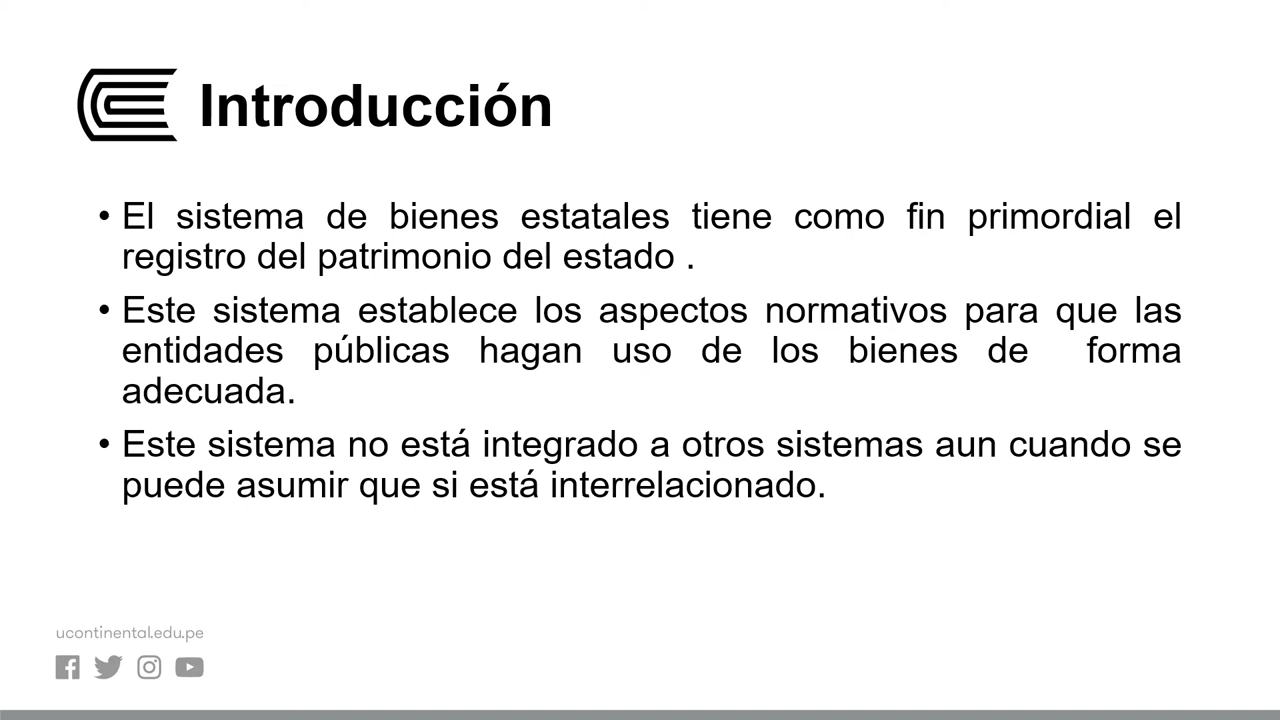 Introducción
• El sistema de bienes estatales tiene como fin primordial el
registro del patrimonio del estado .
• Este sistema establece los aspectos normativos para que las
entidades públicas hagan uso de los bienes de forma
adecuada.
• Este sistema no está integrado a otros sistemas aun cuando se
puede asumir que si está interrelacionado.
ucontinental.edu.pe